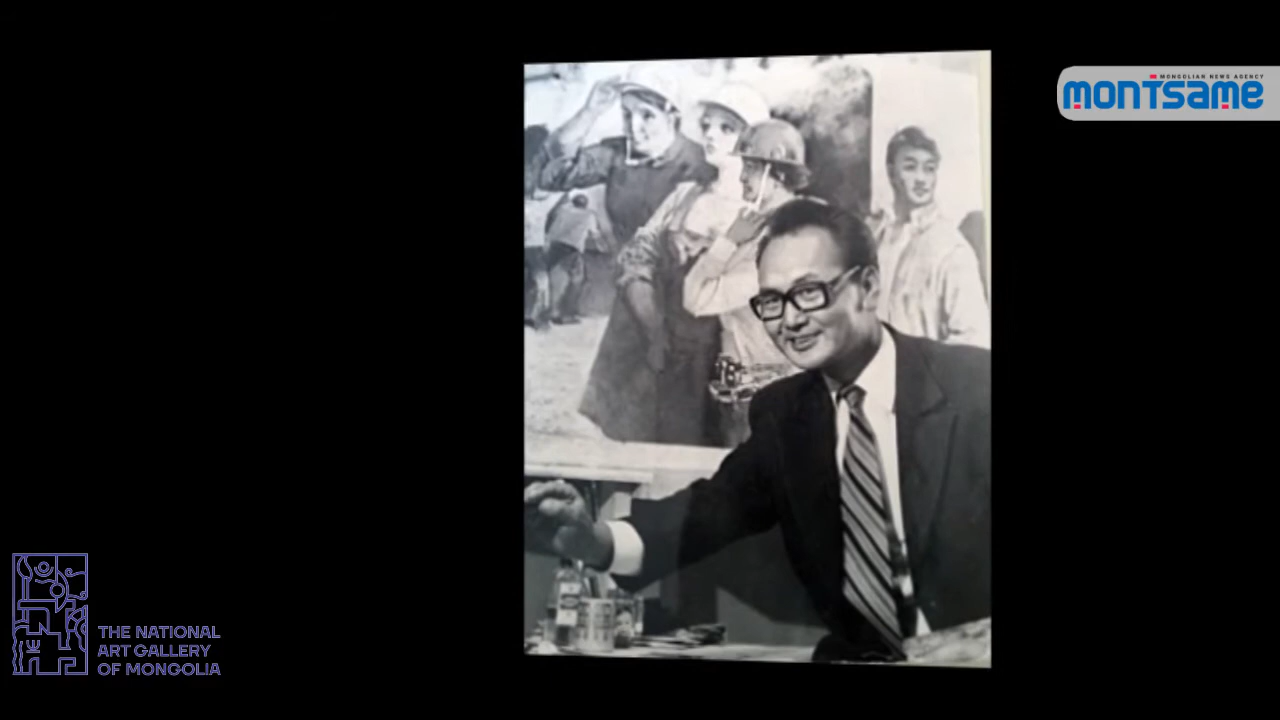 MONGOLIAN NEWS AGENCY
montsame
THE NATIONAL
ART GALLERY
OF MONGOLIA